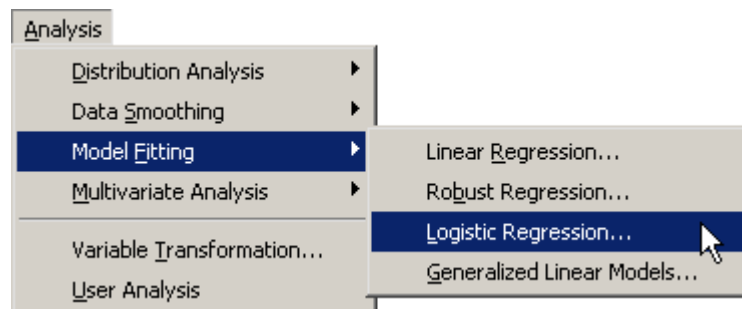 Analysis
Distribution Analysis
Data Smoothing
Model Fitting
Multivariate Analysis
Variable Transformation...
User Analysis
Linear Regression...
Robust Regression...
Logistic Regression...
Generalized Linear Models...